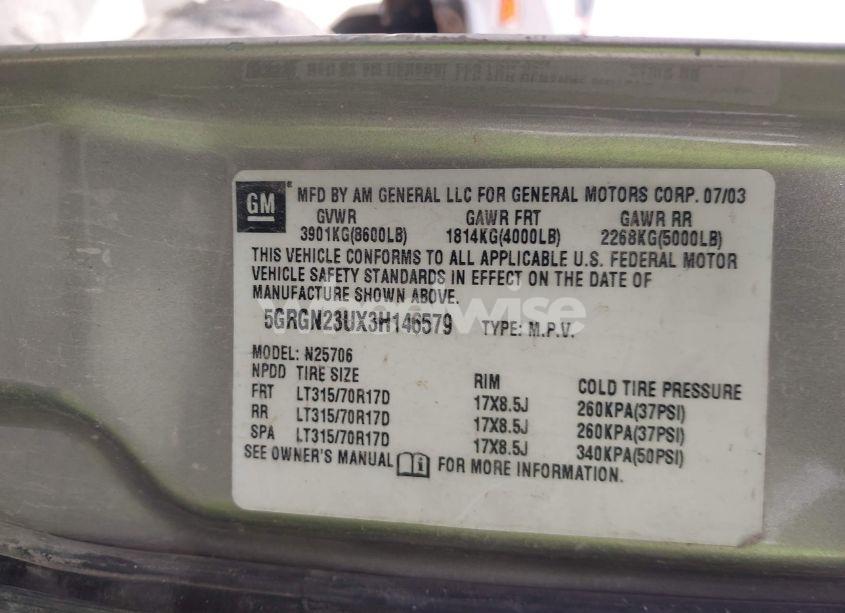 GM
MFD BY AM GENERAL LLC FOR GENERAL MOTORS CORP. 07/03
GVWR GAWR FRT GAWR RR
3901KG(8600LB) 1814KG(4000LB) 2268KG(5000LB)
THIS VEHICLE CONFORMS TO ALL APPLICABLE U.S. FEDERAL MOTOR
VEHICLE SAFETY STANDARDS IN EFFECT ON THE DATE OF
MANUFACTURE SHOWN ABOVE.
5GRGN23UX3H146579 TYPE: M.P.V.
MODEL: N25706
NPDD TIRE SIZE RIM COLD TIRE PRESSURE
FRT LT315/70R17D 17X8.5J 260KPA(37PSI)
RR LT315/70R17D 17X8.5J 260KPA(37PSI)
SPA LT315/70R17D 17X8.5J 340KPA(50PSI)
SEE OWNER'S MANUAL FOR MORE INFORMATION.